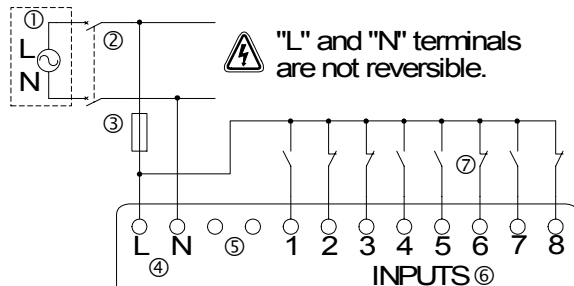 ①
②
L
N
"L" and "N" terminals
are not reversible.
③
⑦
L N 1 2 3 4 5 6 7 8
④ ⑤
INPUTS ⑥